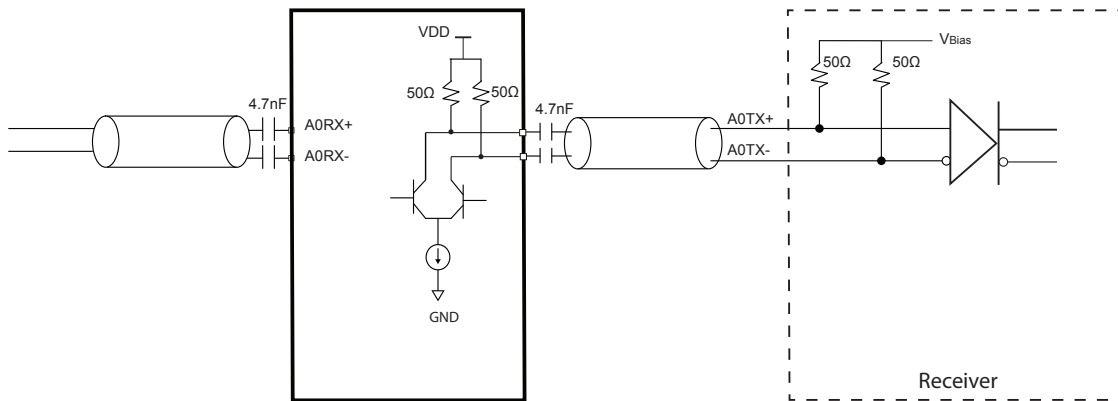 VDD
VBias
50Ω
50Ω
50Ω
50Ω
4.7nF
4.7nF
A0RX+
A0TX+
A0RX-
A0TX-
GND
Receiver